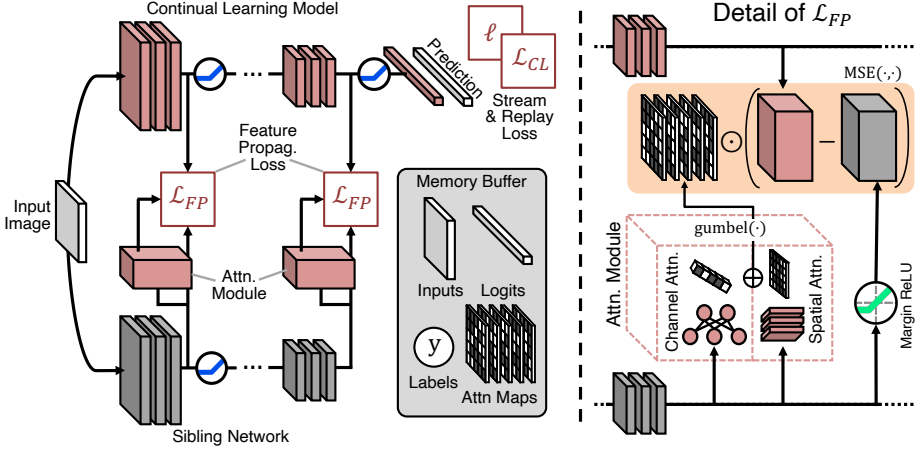 Continual Learning Model
Prediction
ℓ
ℒ_CL
Stream
& Replay
Loss
Feature
Propag.
Loss
ℒ_FP
ℒ_FP
Input
Image
Attn.
Module
Sibling Network
Memory Buffer
Inputs
Logits
y
Labels
Attn Maps
Detail of ℒ_FP
MSE(·,·)
gumbel(·)
Attn. Module
Channel Attn.
Spatial Attn.
Margin ReLU